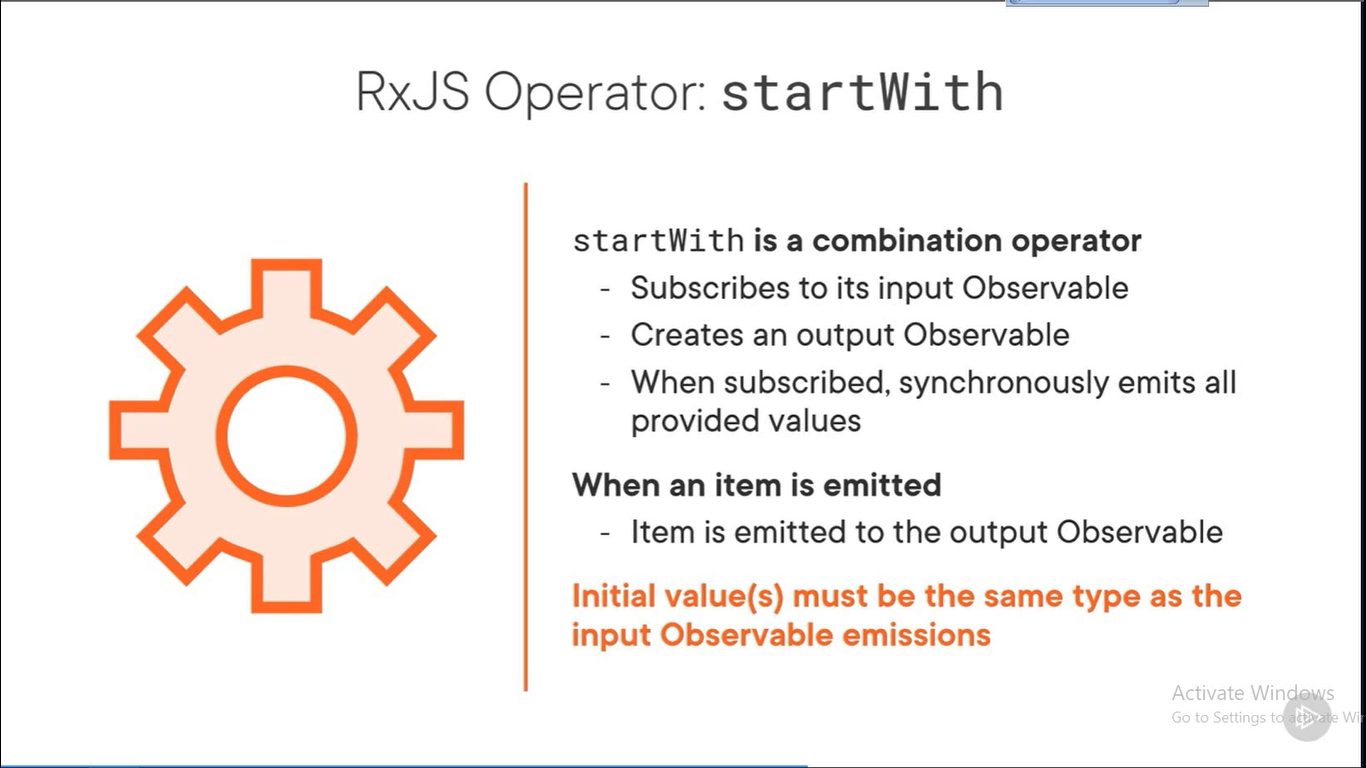 RxJS Operator: startWith
startWith is a combination operator
- Subscribes to its input Observable
- Creates an output Observable
- When subscribed, synchronously emits all
provided values
When an item is emitted
- Item is emitted to the output Observable
Initial value(s) must be the same type as the
input Observable emissions
Activate Windows
Go to Settings to activate Wi